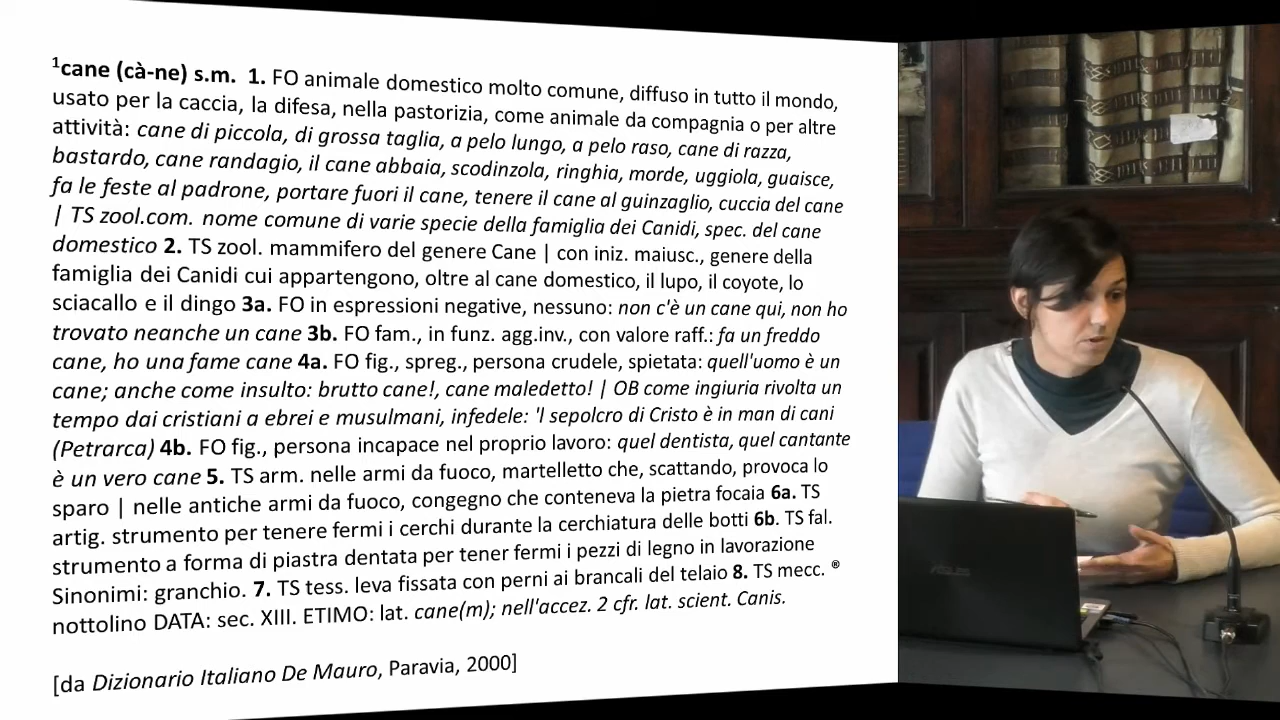 ¹cane (cà-ne) s.m. 1. FO animale domestico molto comune, diffuso in tutto il mondo,
usato per la caccia, la difesa, nella pastorizia, come animale da compagnia o per altre
attività: cane di piccola, di grossa taglia, a pelo lungo, a pelo raso, cane di razza,
bastardo, cane randagio, il cane abbaia, scodinzola, ringhia, morde, uggiola, guaisce,
fa le feste al padrone, portare fuori il cane, tenere il cane al guinzaglio, cuccia del cane
| TS zool.com. nome comune di varie specie della famiglia dei Canidi, spec. del cane
domestico 2. TS zool. mammifero del genere Cane | con iniz. maiusc., genere della
famiglia dei Canidi cui appartengono, oltre al cane domestico, il lupo, il coyote, lo
sciacallo e il dingo 3a. FO in espressioni negative, nessuno: non c'è un cane qui, non ho
trovato neanche un cane 3b. FO fam., in funz. agg.inv., con valore raff.: fa un freddo
cane, ho una fame cane 4a. FO fig., spreg., persona crudele, spietata: quell'uomo è un
cane; anche come insulto: brutto cane!, cane maledetto! | OB come ingiuria rivolta un
tempo dai cristiani a ebrei e musulmani, infedele: 'l sepolcro di Cristo è in man di cani
(Petrarca) 4b. FO fig., persona incapace nel proprio lavoro: quel dentista, quel cantante
è un vero cane 5. TS arm. nelle armi da fuoco, martelletto che, scattando, provoca lo
sparo | nelle antiche armi da fuoco, congegno che conteneva la pietra focaia 6a. TS
artig. strumento per tenere fermi i cerchi durante la cerchiatura delle botti 6b. TS fal.
strumento a forma di piastra dentata per tener fermi i pezzi di legno in lavorazione
Sinonimi: granchio. 7. TS tess. leva fissata con perni ai brancali del telaio 8. TS mecc. ®
nottolino DATA: sec. XIII. ETIMO: lat. cane(m); nell'accez. 2 cfr. lat. scient. Canis.
[da Dizionario Italiano De Mauro, Paravia, 2000]
ASUS